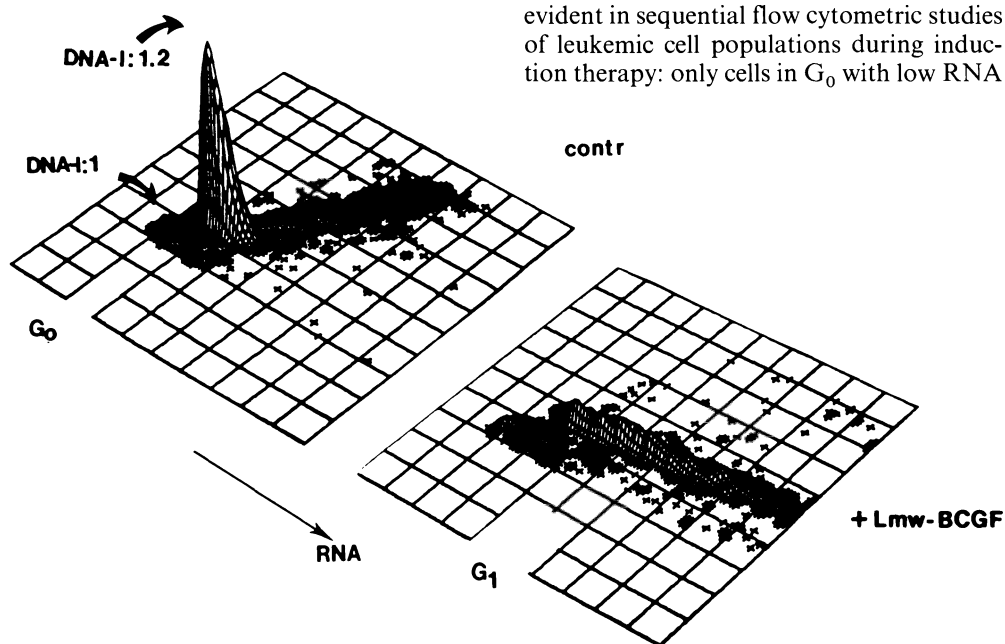 evident in sequential flow cytometric studies
of leukemic cell populations during induc-
tion therapy: only cells in G₀ with low RNA
DNA-I: 1.2
contr
DNA-I: 1
G₀
+ Lmw-BCGF
RNA
G₁